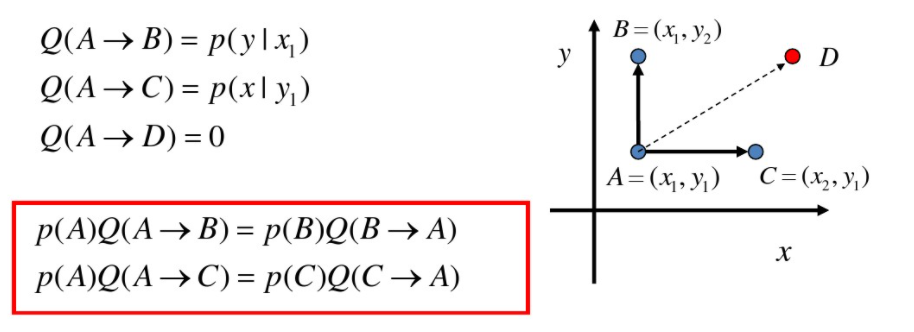 Q(A → B) = p(y | x₁)
Q(A → C) = p(x | y₁)
Q(A → D) = 0
p(A)Q(A → B) = p(B)Q(B → A)
p(A)Q(A → C) = p(C)Q(C → A)
B = (x₁, y₂)
y
D
A = (x₁, y₁)
C = (x₂, y₁)
x